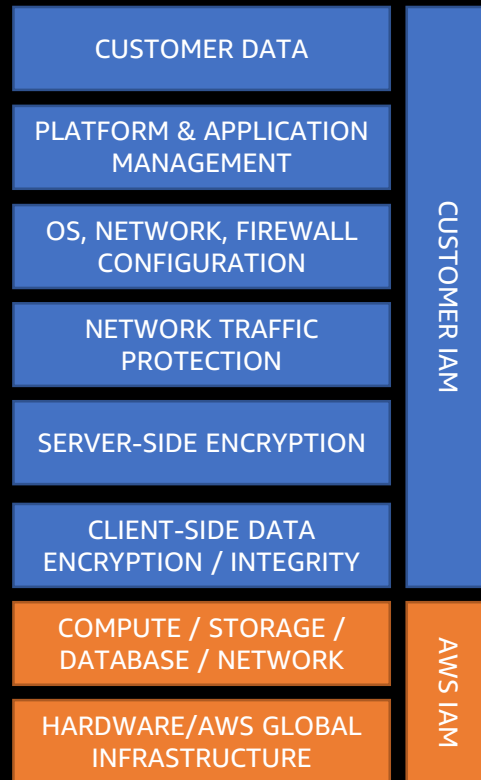 CUSTOMER DATA
PLATFORM & APPLICATION
MANAGEMENT
OS, NETWORK, FIREWALL
CONFIGURATION
NETWORK TRAFFIC
PROTECTION
SERVER-SIDE ENCRYPTION
CLIENT-SIDE DATA
ENCRYPTION / INTEGRITY
CUSTOMER IAM
COMPUTE / STORAGE /
DATABASE / NETWORK
HARDWARE/AWS GLOBAL
INFRASTRUCTURE
AWS IAM